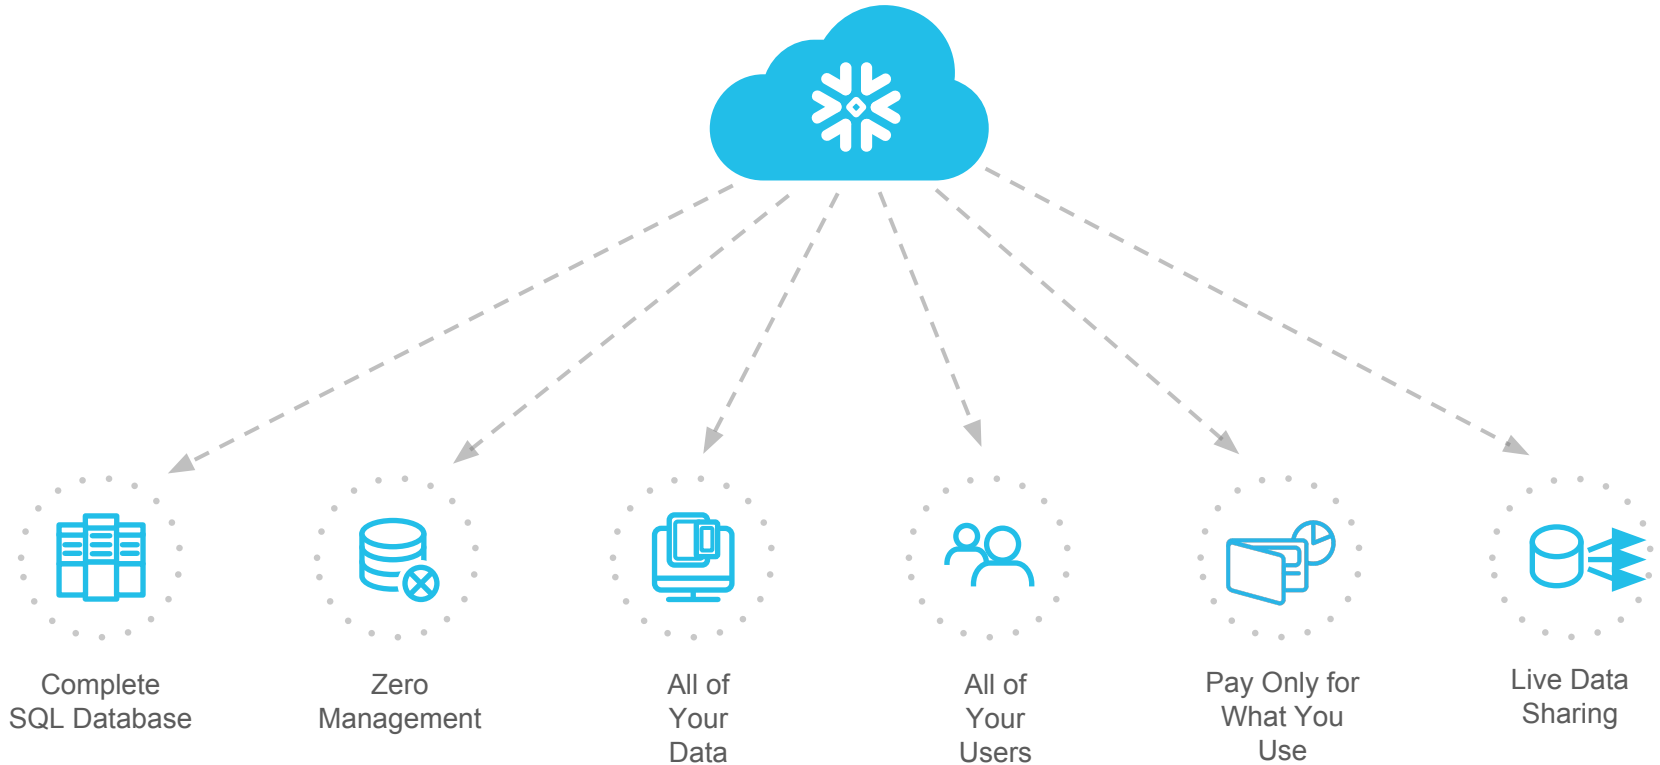 Complete
SQL Database
Zero
Management
All of
Your
Data
All of
Your
Users
Pay Only for
What You
Use
Live Data
Sharing